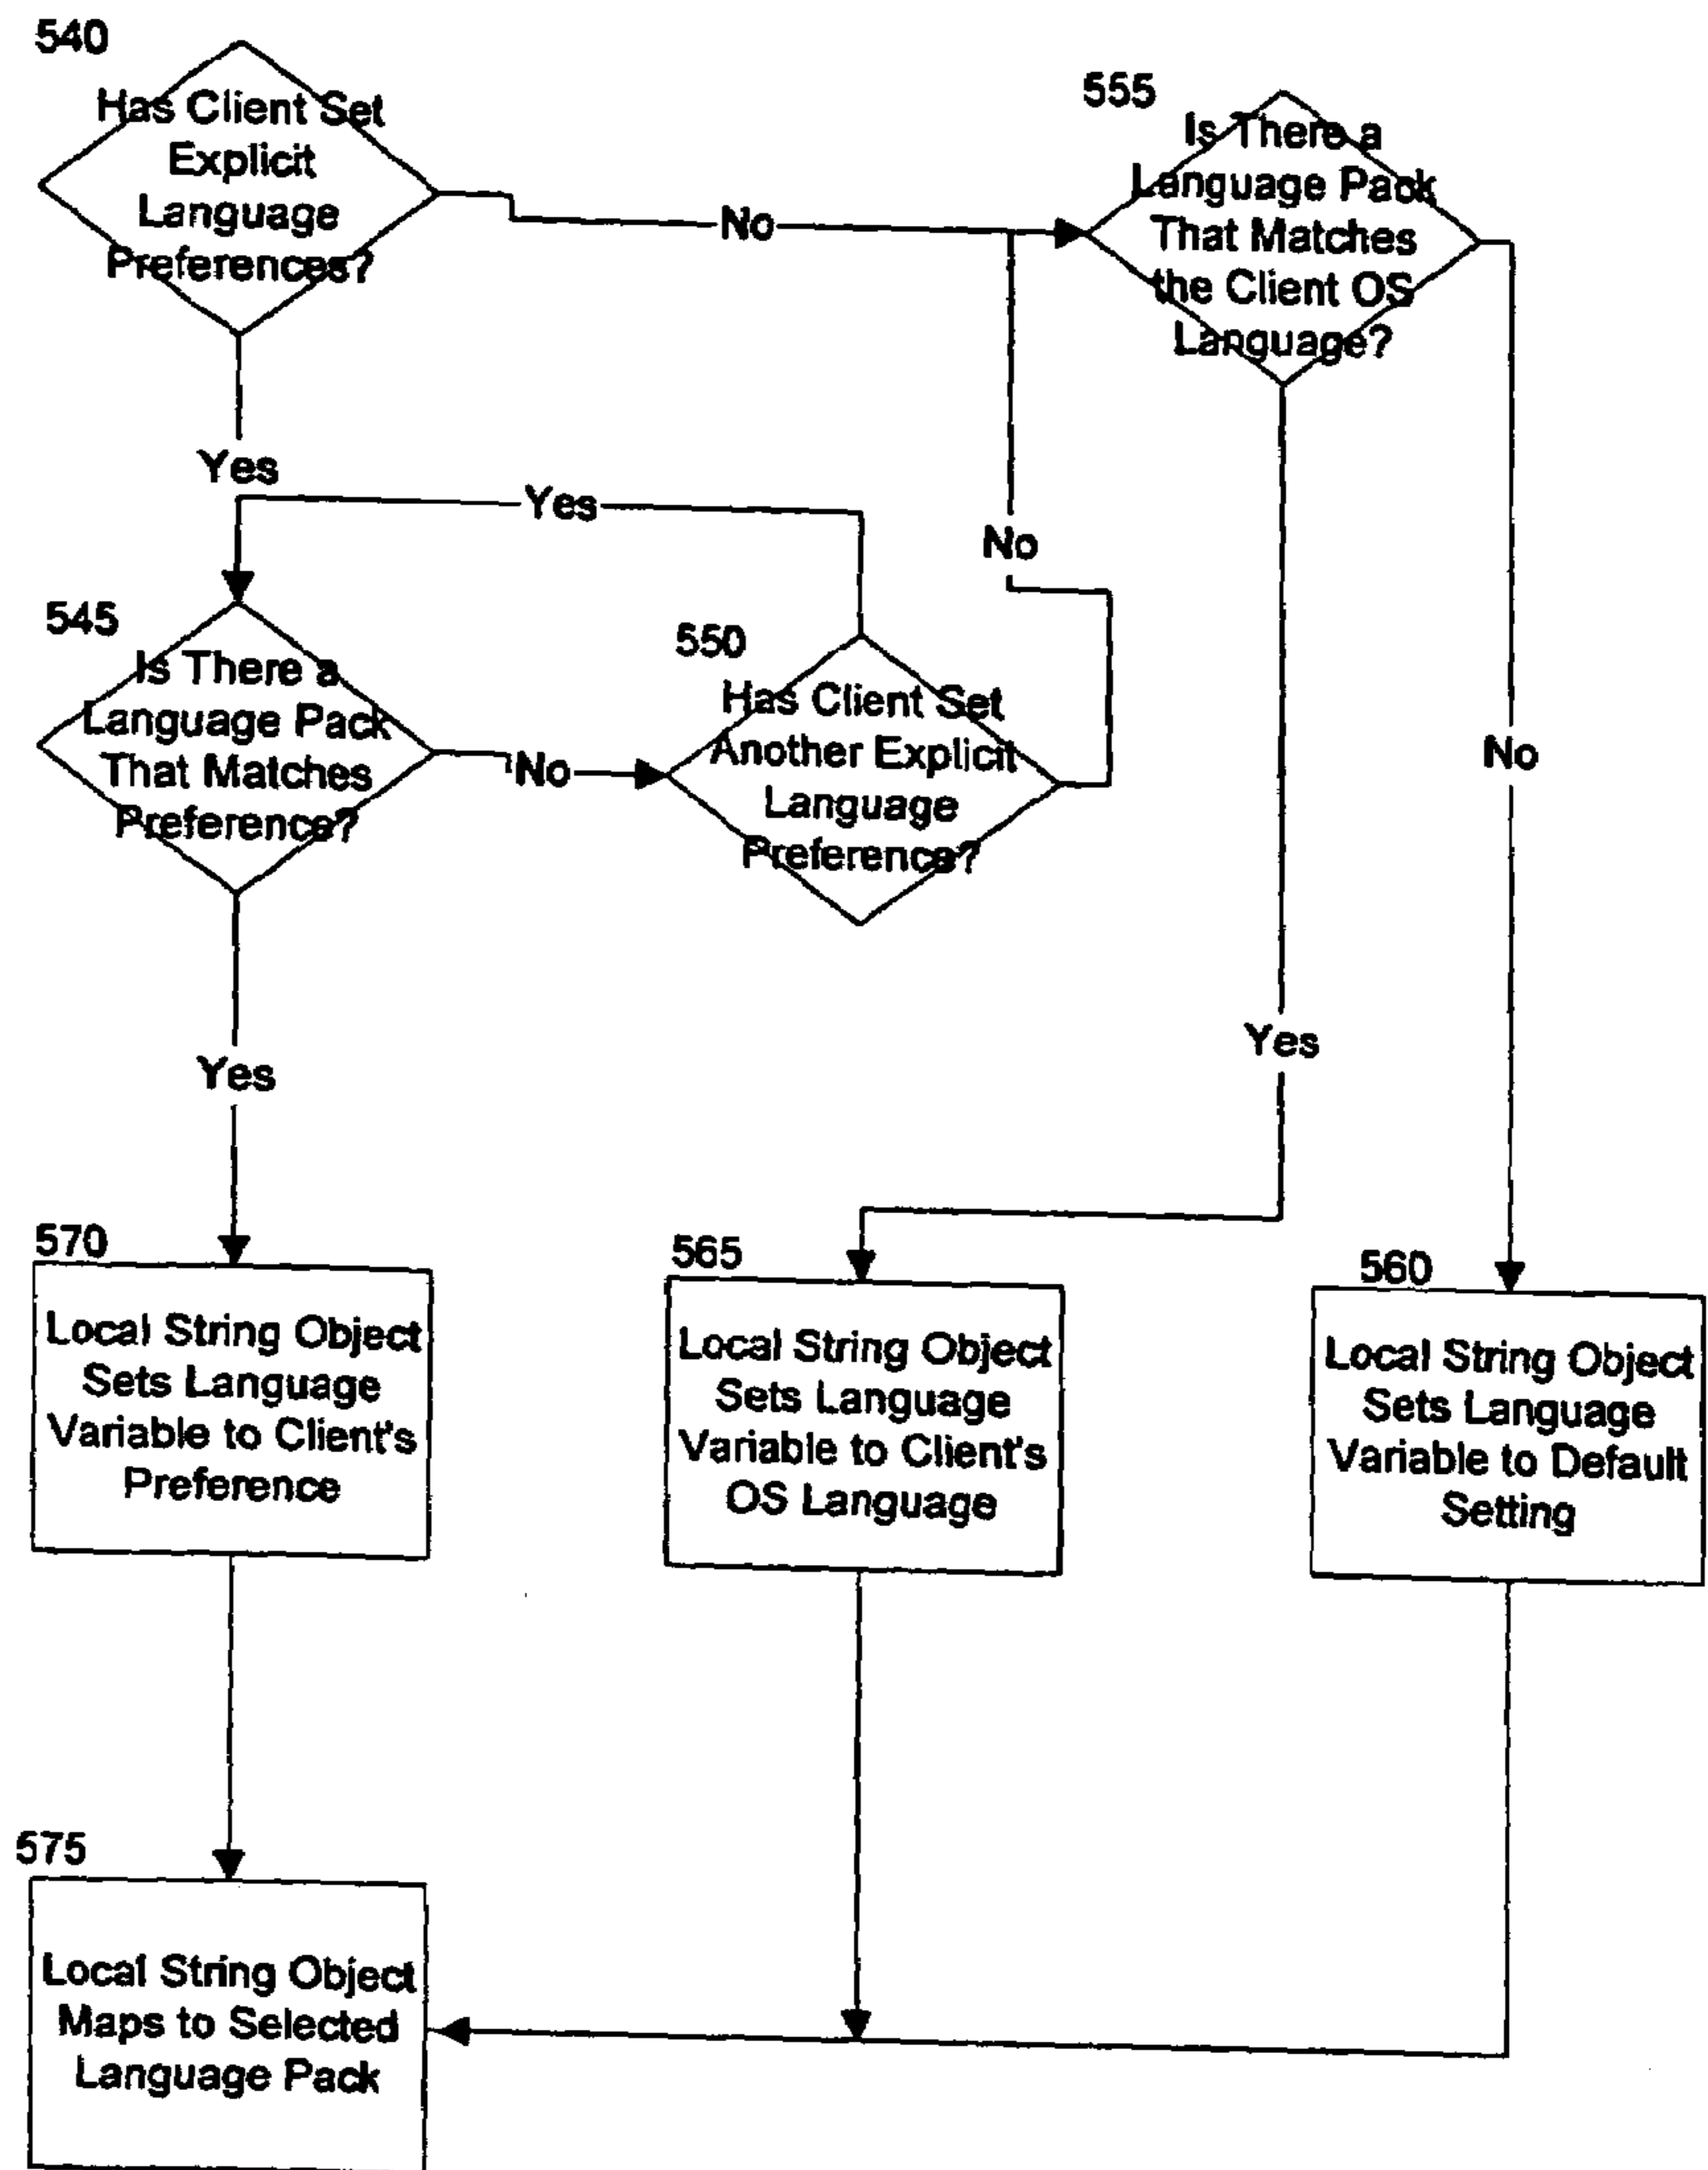 540
Has Client Set
Explicit
Language
Preferences?
No
555
Is There a
Language Pack
That Matches
the Client OS
Language?
Yes
Yes
No
545
Is There a
Language Pack
That Matches
Preference?
No
550
Has Client Set
Another Explicit
Language
Preference?
No
Yes
Yes
570
Local String Object
Sets Language
Variable to Client's
Preference
565
Local String Object
Sets Language
Variable to Client's
OS Language
560
Local String Object
Sets Language
Variable to Default
Setting
575
Local String Object
Maps to Selected
Language Pack